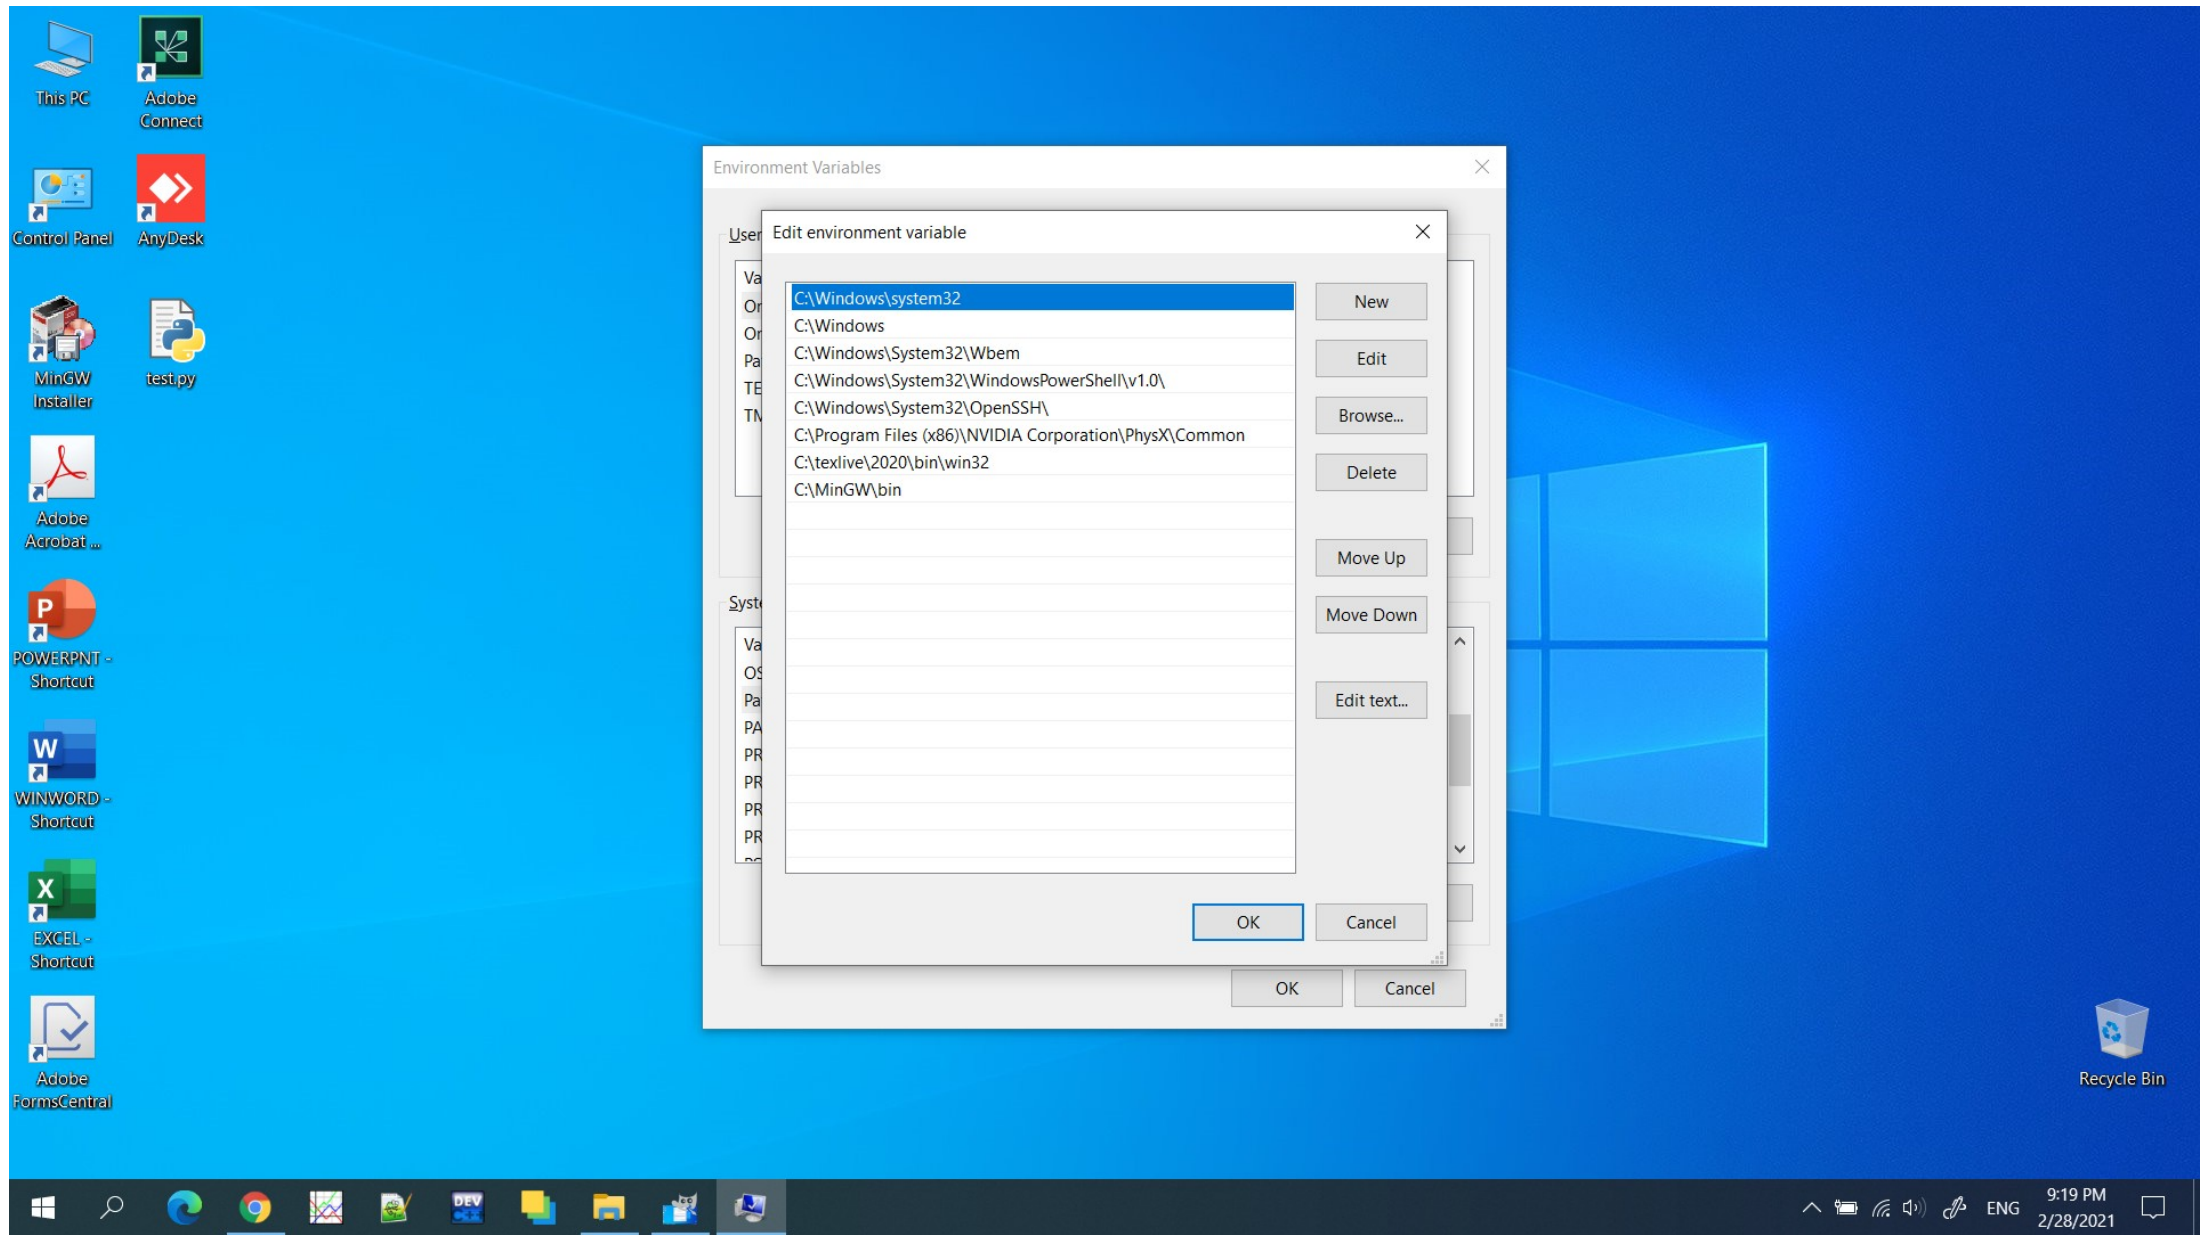 This PC
Adobe
Connect
Control Panel
AnyDesk
MinGW
Installer
test.py
Adobe
Acrobat ...
POWERPNT -
Shortcut
WINWORD -
Shortcut
EXCEL -
Shortcut
Adobe
FormsCentral
Environment Variables
User
Edit environment variable
Va
Or
Or
Pa
TE
C:\Windows\system32
C:\Windows
C:\Windows\System32\Wbem
C:\Windows\System32\WindowsPowerShell\v1.0\
C:\Windows\System32\OpenSSH\
C:\Program Files (x86)\NVIDIA Corporation\PhysX\Common
C:\texlive\2020\bin\win32
C:\MinGW\bin
New
Edit
Browse...
Delete
Move Up
Move Down
Edit text...
Syste
Va
OS
Pa
PA
PR
PR
PR
PR
OK
Cancel
OK
Cancel
Recycle Bin
DEV
C++
ENG
9:19 PM
2/28/2021